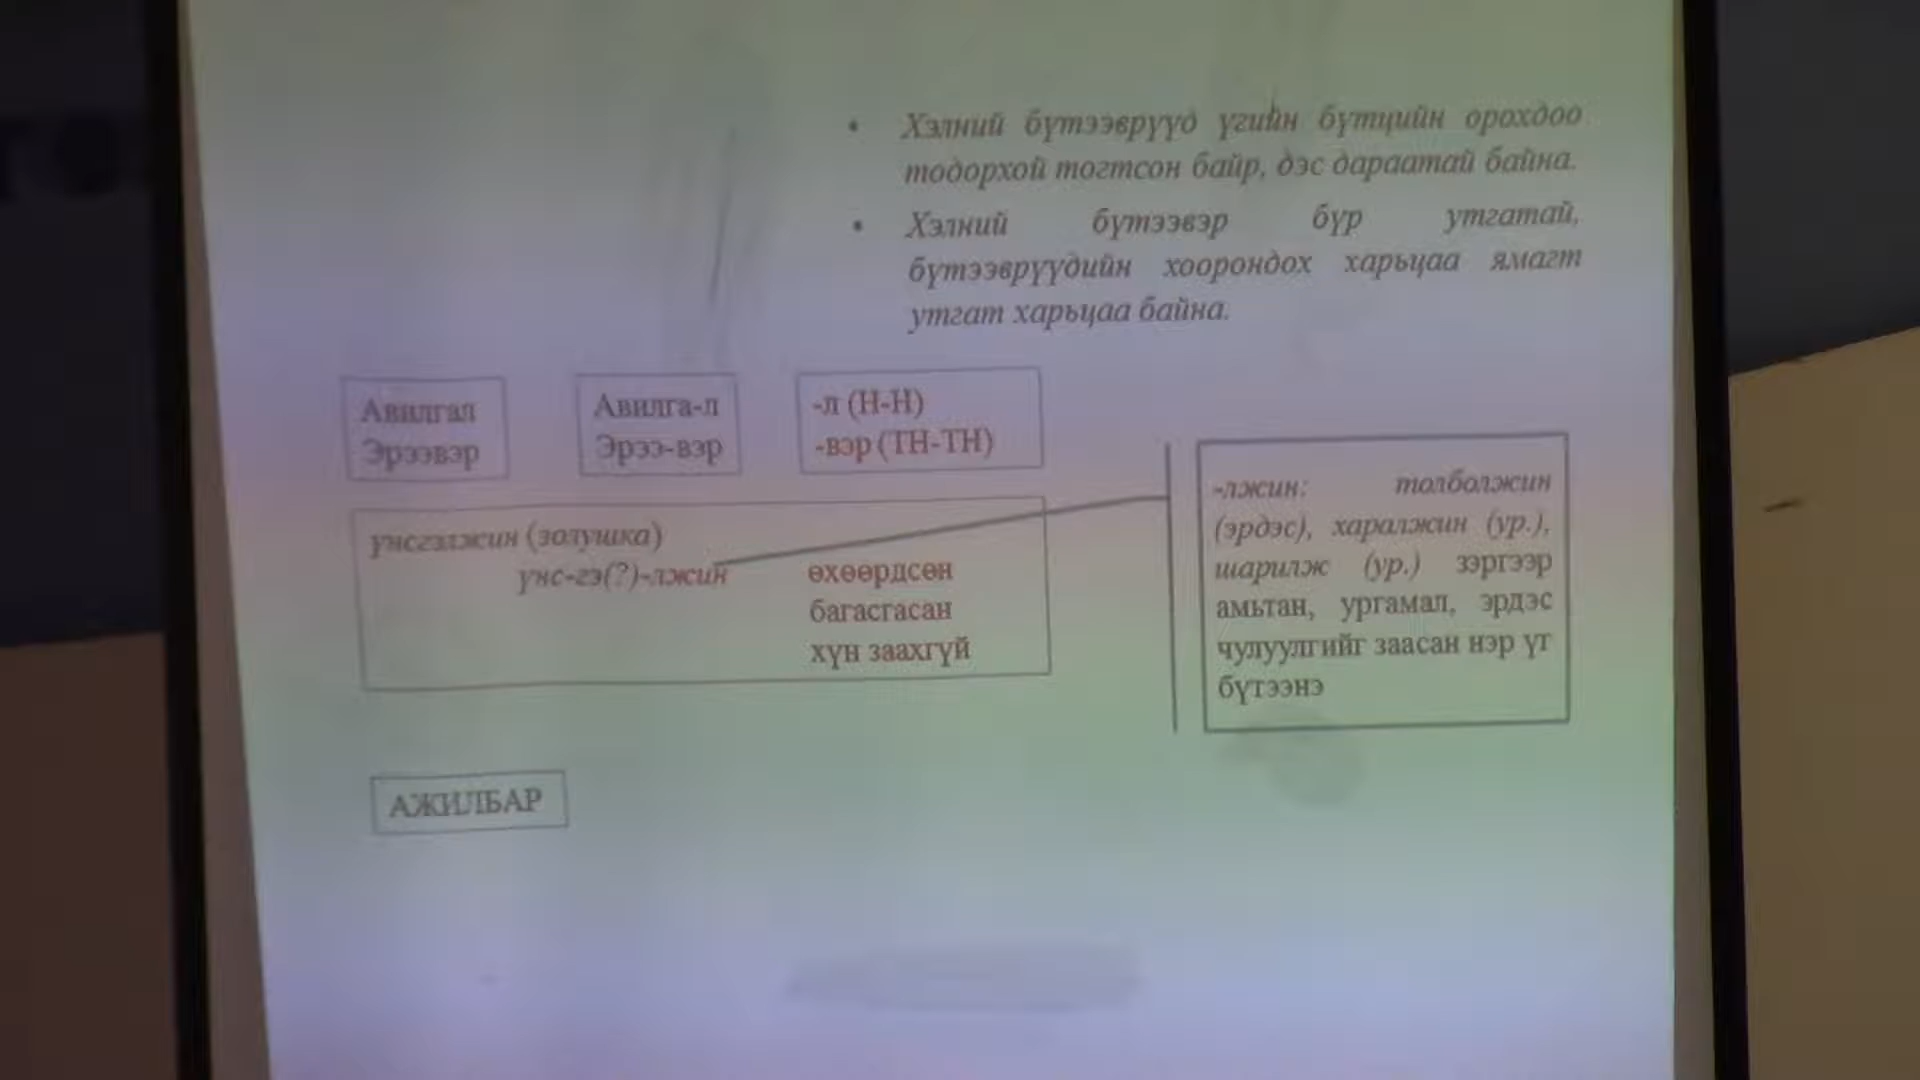 • Хэлний бүтээврүүд үгийн бүтцийн орохдоо
тодорхой тогтсон байр, дэс дараатай байна.
• Хэлний бүтээвэр бүр утгатай,
бүтээврүүдийн хоорондох харьцаа ямагт
утгат харьцаа байна.
Авилгал
Эрээвэр
Авилга-л
Эрээ-вэр
-л (Н-Н)
-вэр (ТН-ТН)
үнсгэлжин (золушка)
үнс-гэ(?)-лжин
өхөөрдсөн
багасгасан
хүн заахгүй
-лжин: толболжин
(эрдэс), харалжин (ур.),
шарилж (ур.) зэргээр
амьтан, ургамал, эрдэс
чулуулгийг заасан нэр үг
бүтээнэ
АЖИЛБАР